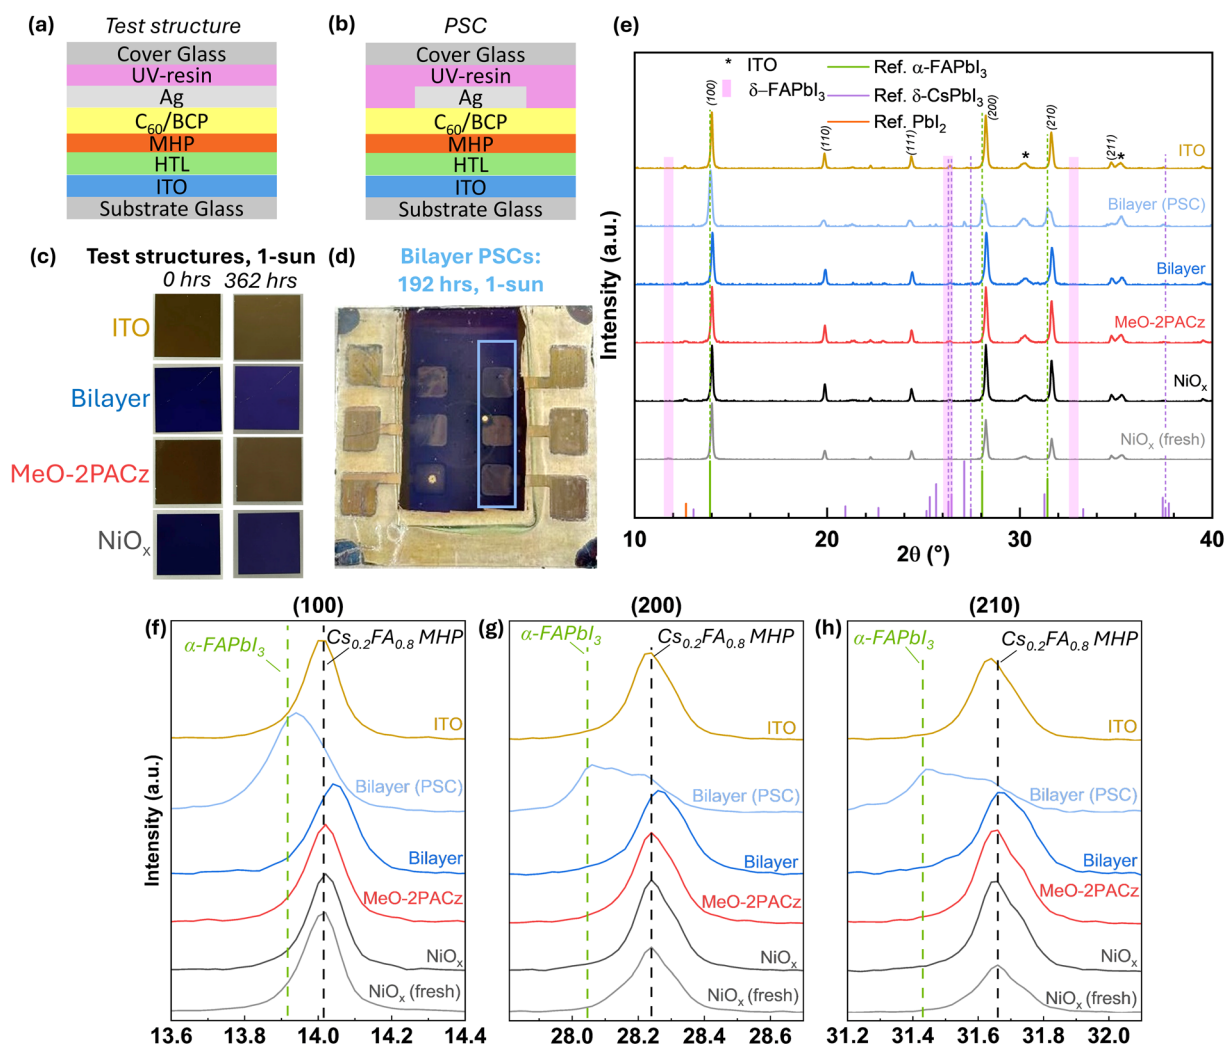 (a) Test structure
Cover Glass
UV-resin
Ag
C60/BCP
MHP
HTL
ITO
Substrate Glass
(b) PSC
Cover Glass
UV-resin
Ag
C60/BCP
MHP
HTL
ITO
Substrate Glass
(c) Test structures, 1-sun
0 hrs 362 hrs
ITO
Bilayer
MeO-2PACz
NiOx
(d) Bilayer PSCs:
192 hrs, 1-sun
(e)
* ITO
δ–FAPbI3
Ref. α-FAPbI3
Ref. δ-CsPbI3
Ref. PbI2
(100)
(110)
(111)
(200)
(210)
(211)
*
*
ITO
Bilayer (PSC)
Bilayer
MeO-2PACz
NiOx
NiOx (fresh)
Intensity (a.u.)
10 20 30 40
2θ (°)
(100)
(f)
α-FAPbI3
Cs0.2FA0.8 MHP
ITO
Bilayer (PSC)
Bilayer
MeO-2PACz
NiOx
NiOx (fresh)
Intensity (a.u.)
13.6 14.0 14.4
(200)
(g)
α-FAPbI3
Cs0.2FA0.8 MHP
ITO
Bilayer (PSC)
Bilayer
MeO-2PACz
NiOx
NiOx (fresh)
28.0 28.4 28.8
(210)
(h)
α-FAPbI3
Cs0.2FA0.8 MHP
ITO
Bilayer (PSC)
Bilayer
MeO-2PACz
NiOx
NiOx (fresh)
31.2 31.4 31.6 31.8 32.0